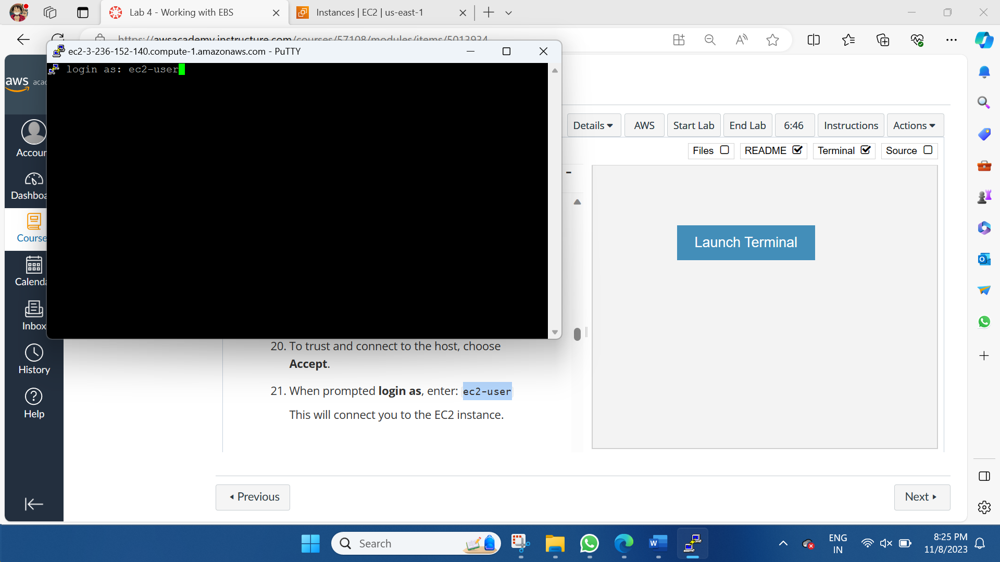 Lab 4 - Working with EBS
Instances | EC2 | us-east-1
https://awsacademy.instructure.com/courses/57108/modules/items/5013934
ec2-3-236-152-140.compute-1.amazonaws.com - PuTTY
login as: ec2-user
aws
Details
AWS
Start Lab
End Lab
6:46
Instructions
Actions
Files
README
Terminal
Source
Launch Terminal
Accoun
Dashboa
Course
Calenda
Inbox
History
Help
20. To trust and connect to the host, choose
Accept.
21. When prompted login as, enter: ec2-user
This will connect you to the EC2 instance.
Previous
Next
Search
ENG
IN
8:25 PM
11/8/2023